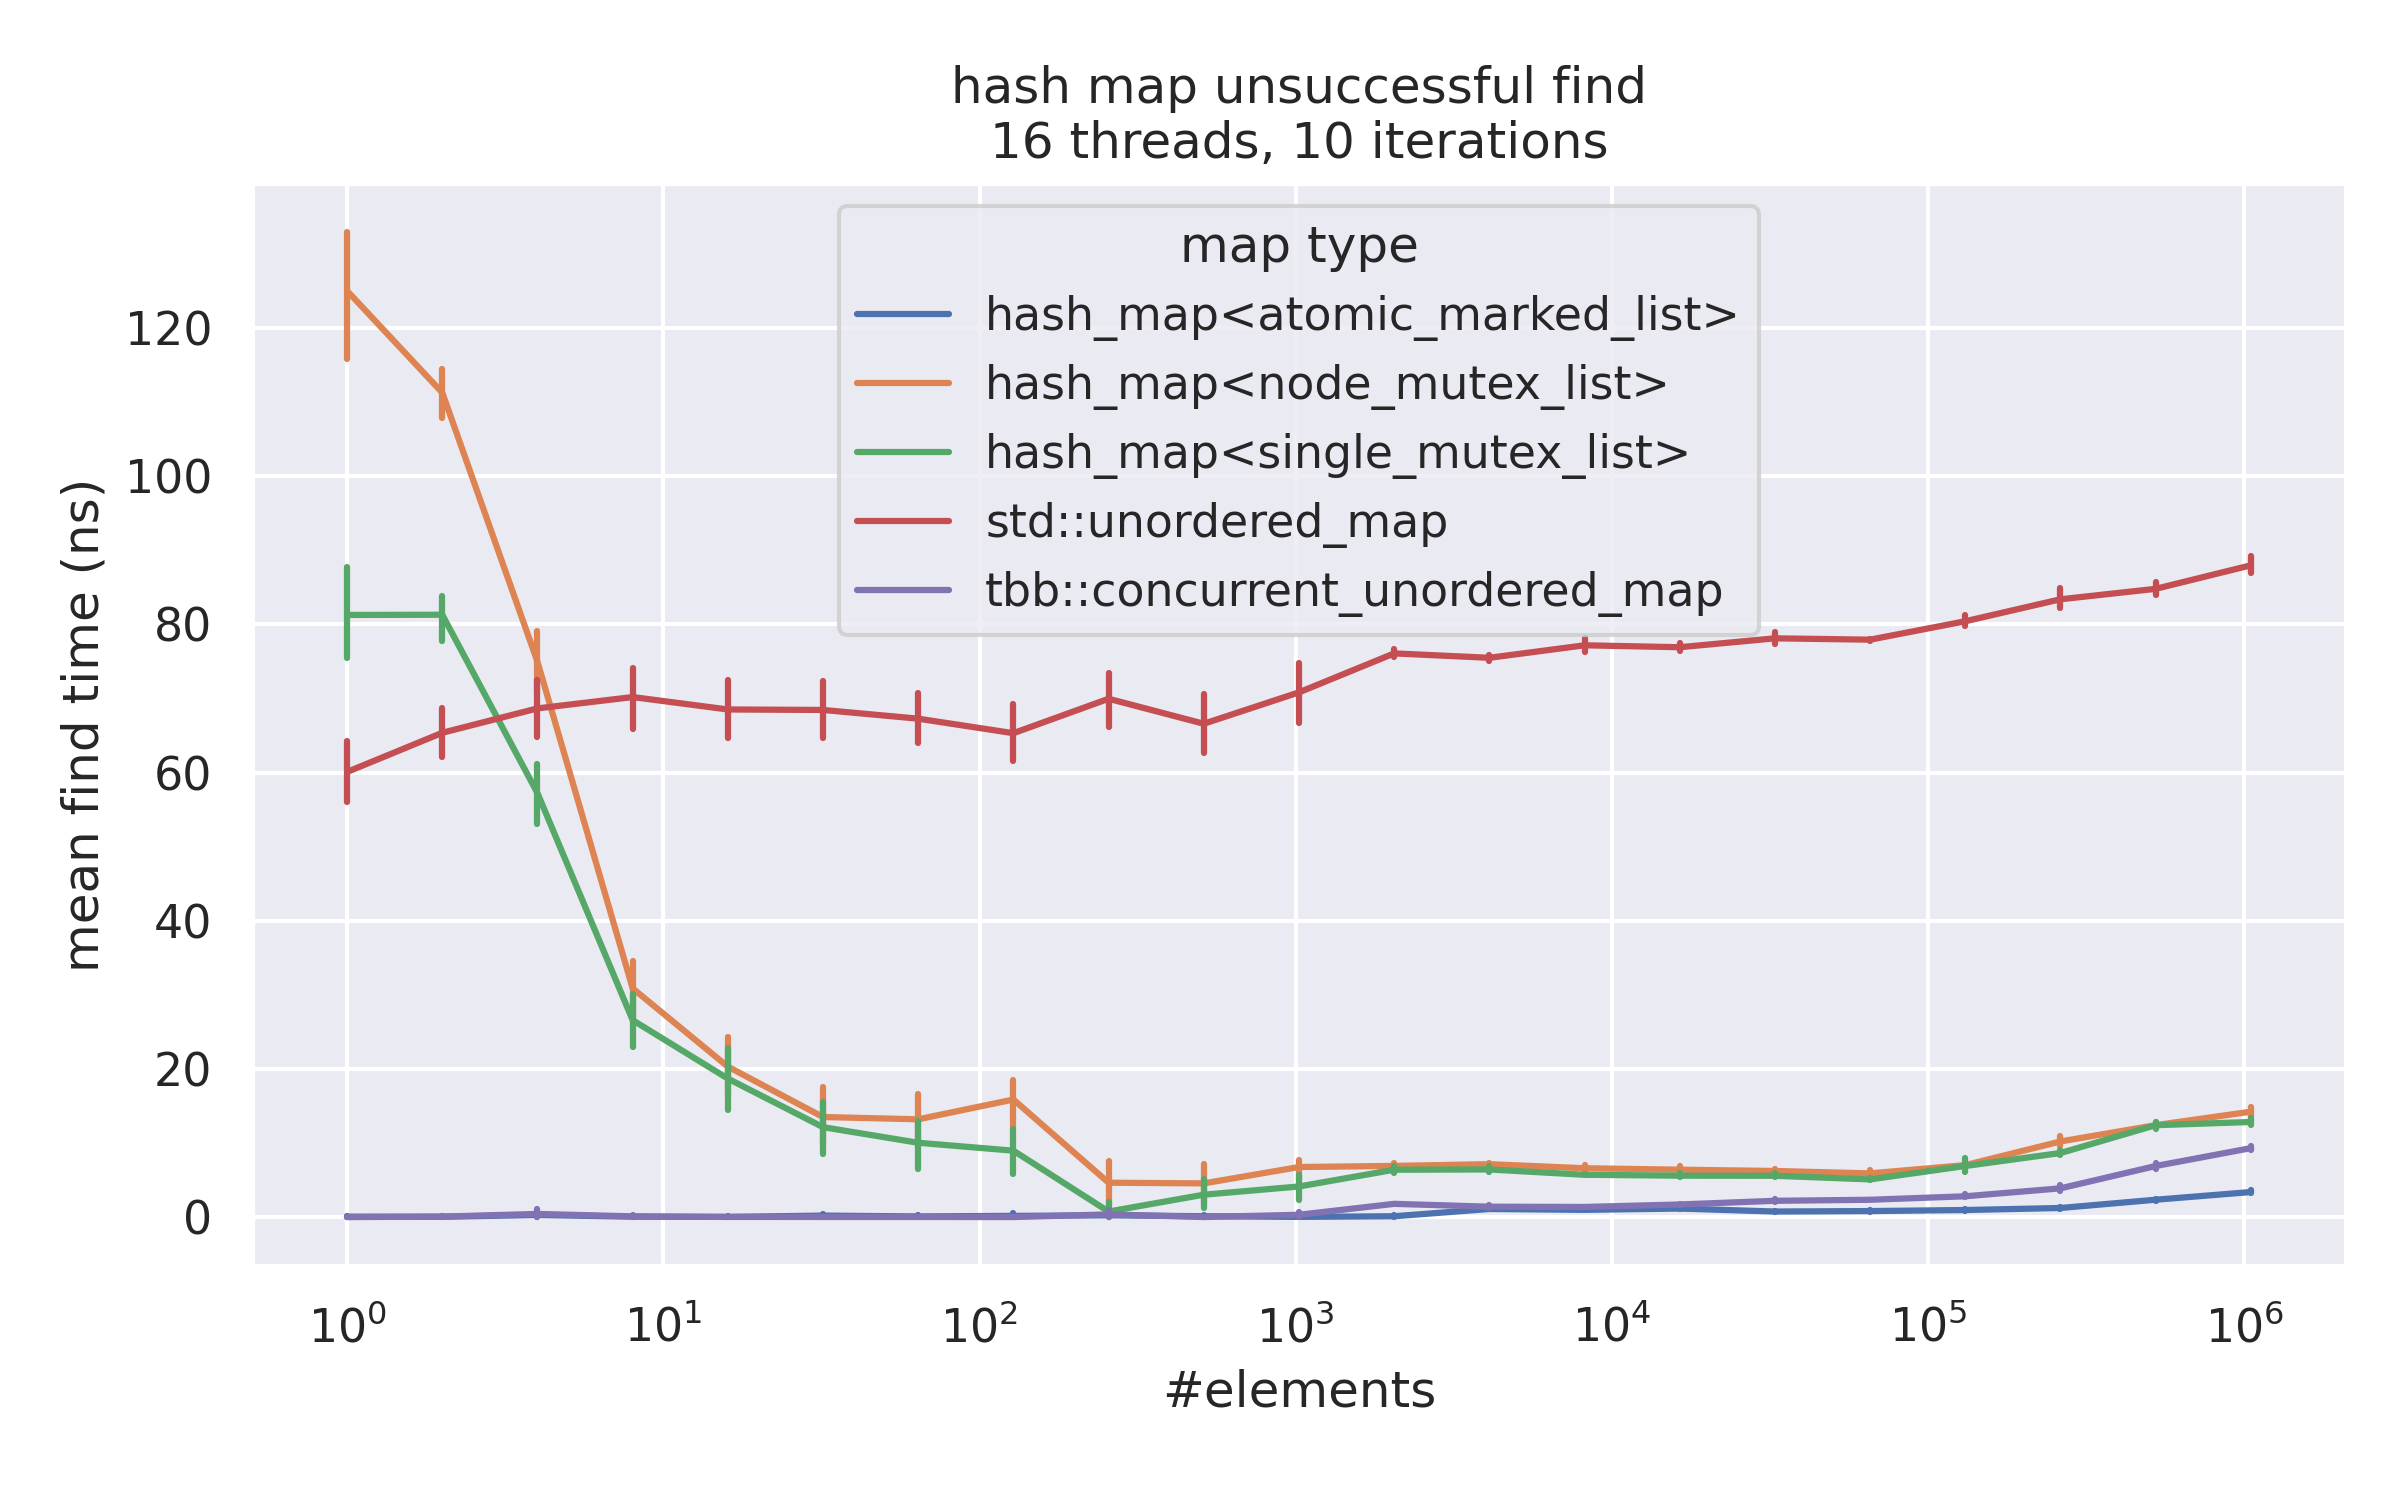 hash map unsuccessful find
16 threads, 10 iterations
map type
hash_map<atomic_marked_list>
hash_map<node_mutex_list>
hash_map<single_mutex_list>
std::unordered_map
tbb::concurrent_unordered_map
mean find time (ns)
120
100
80
60
40
20
0
10⁰ 10¹ 10² 10³ 10⁴ 10⁵ 10⁶
#elements